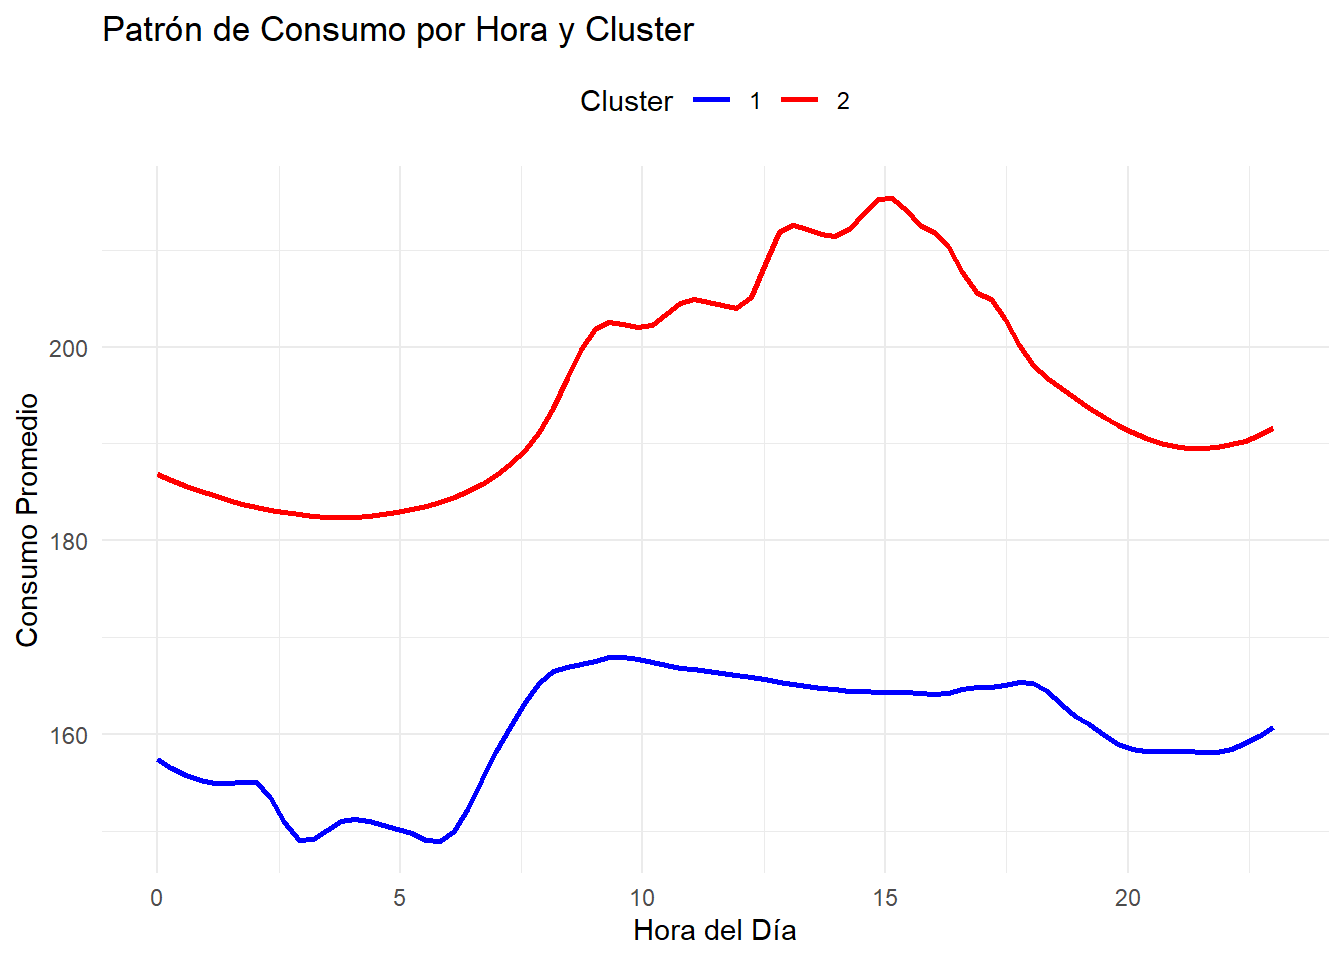 Patrón de Consumo por Hora y Cluster
Cluster 1 2
Consumo Promedio
200
180
160
0 5 10 15 20
Hora del Día